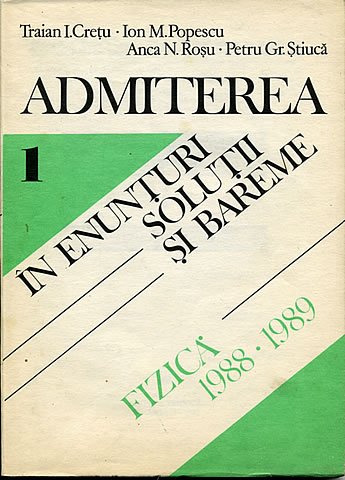 Traian I.Crețu · Ion M.Popescu
Anca N.Roșu · Petru Gr.Știucă
ADMITEREA
1
ÎN ENUNȚURI
SOLUȚII
ȘI BAREME
FIZICĂ
1988 · 1989